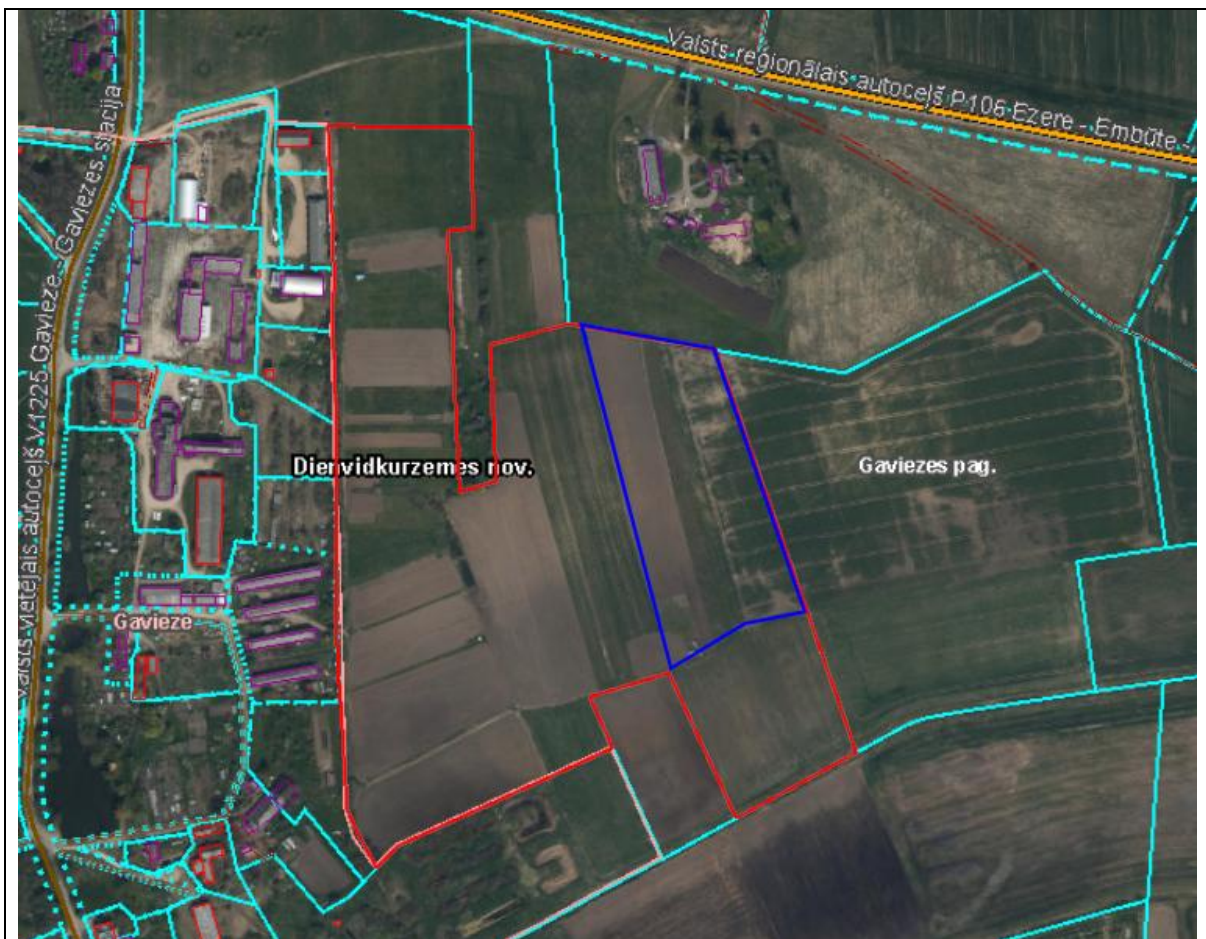 Valsts reģionālais autoceļš P106 Ezere - Embūte -
Valsts vietējais autoceļš V1225 Gavieze - Gaviezes stacija
Dienvidkurzemes nov.
Gaviezes pag.
Gavieze